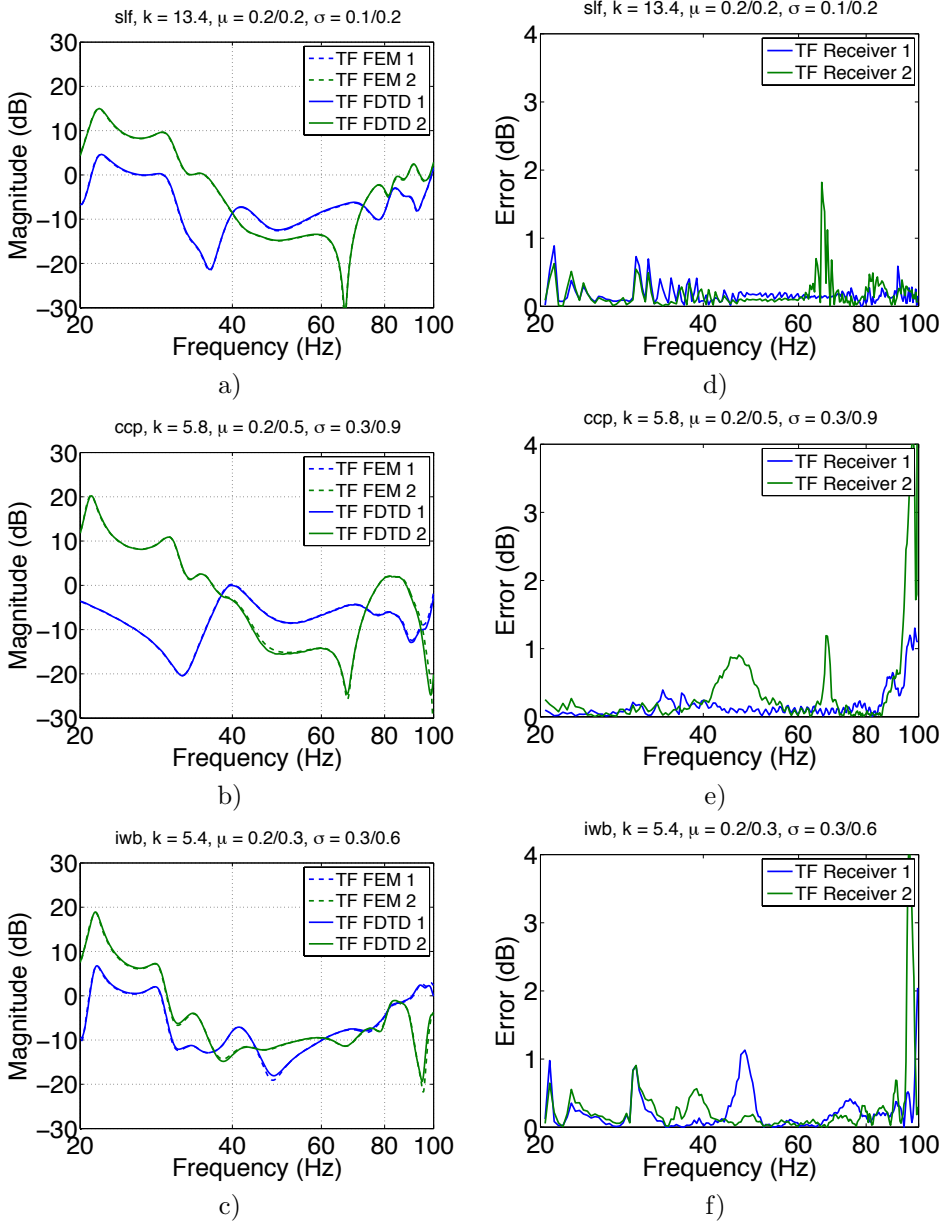 slf, k = 13.4, μ = 0.2/0.2, σ = 0.1/0.2
30
20
10
0
−10
−20
−30
Magnitude (dB)
TF FEM 1
TF FEM 2
TF FDTD 1
TF FDTD 2
20
40
60
80
100
Frequency (Hz)
a)
slf, k = 13.4, μ = 0.2/0.2, σ = 0.1/0.2
4
3
2
1
0
Error (dB)
TF Receiver 1
TF Receiver 2
20
40
60
80
100
Frequency (Hz)
d)
ccp, k = 5.8, μ = 0.2/0.5, σ = 0.3/0.9
30
20
10
0
−10
−20
−30
Magnitude (dB)
TF FEM 1
TF FEM 2
TF FDTD 1
TF FDTD 2
20
40
60
80
100
Frequency (Hz)
b)
ccp, k = 5.8, μ = 0.2/0.5, σ = 0.3/0.9
4
3
2
1
0
Error (dB)
TF Receiver 1
TF Receiver 2
20
40
60
80
100
Frequency (Hz)
e)
iwb, k = 5.4, μ = 0.2/0.3, σ = 0.3/0.6
30
20
10
0
−10
−20
−30
Magnitude (dB)
TF FEM 1
TF FEM 2
TF FDTD 1
TF FDTD 2
20
40
60
80
100
Frequency (Hz)
c)
iwb, k = 5.4, μ = 0.2/0.3, σ = 0.3/0.6
4
3
2
1
0
Error (dB)
TF Receiver 1
TF Receiver 2
20
40
60
80
100
Frequency (Hz)
f)